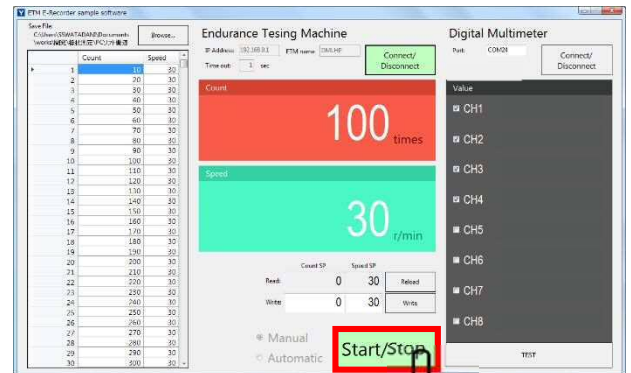 ETM E-Recorder sample software
Save File
Browse...
Count Speed
1 10 30
2 20 30
3 30 30
4 40 30
5 50 30
6 60 30
7 70 30
8 80 30
9 90 30
10 100 30
11 110 30
12 120 30
13 130 30
14 140 30
15 150 30
16 160 30
17 170 30
18 180 30
19 190 30
20 200 30
21 210 30
22 220 30
23 230 30
24 240 30
25 250 30
26 260 30
27 270 30
28 280 30
29 290 30
30 300 30
Endurance Tesing Machine
IP Address 192.168.0.1 ETM name
Time out 1 sec
Connect/
Disconnect
Count
100 times
Speed
30 r/min
Count SP Speed SP
Read: 0 30 Reload
Write: 0 30 Write
Manual
Automatic
Start/Stop
Digital Multimeter
Port: COM28
Connect/
Disconnect
Value
CH1
CH2
CH3
CH4
CH5
CH6
CH7
CH8
TEST